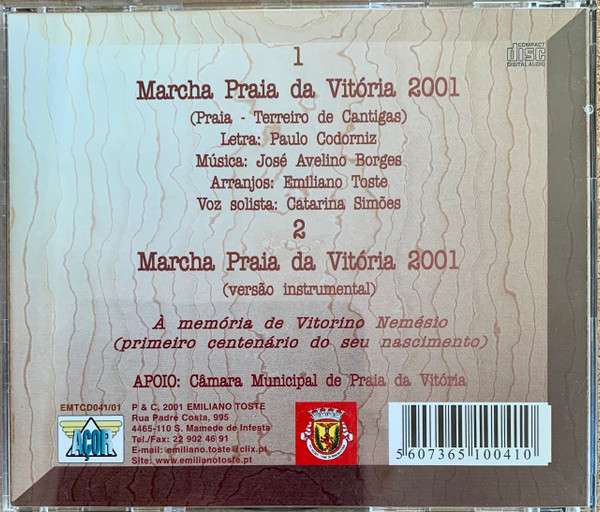 COMPACT
disc
DIGITAL AUDIO
1
Marcha Praia da Vitória 2001
(Praia - Terreiro de Cantigas)
Letra: Paulo Codorniz
Música: José Avelino Borges
Arranjos: Emiliano Toste
Voz solista: Catarina Simões
2
Marcha Praia da Vitória 2001
(versão instrumental)
À memória de Vitorino Nemésio
(primeiro centenário do seu nascimento)
APOIO: Câmara Municipal de Praia da Vitória
EMTCD041/01
AÇOR
P & C, 2001 EMILIANO TOSTE
Rua Padre Costa, 995
4465-110 S. Mamede de Infesta
Tel./Fax: 22 902 46 91
E-mail: emiliano.toste@clix.pt
Site: www.emilianotoste.pt
5607365100410